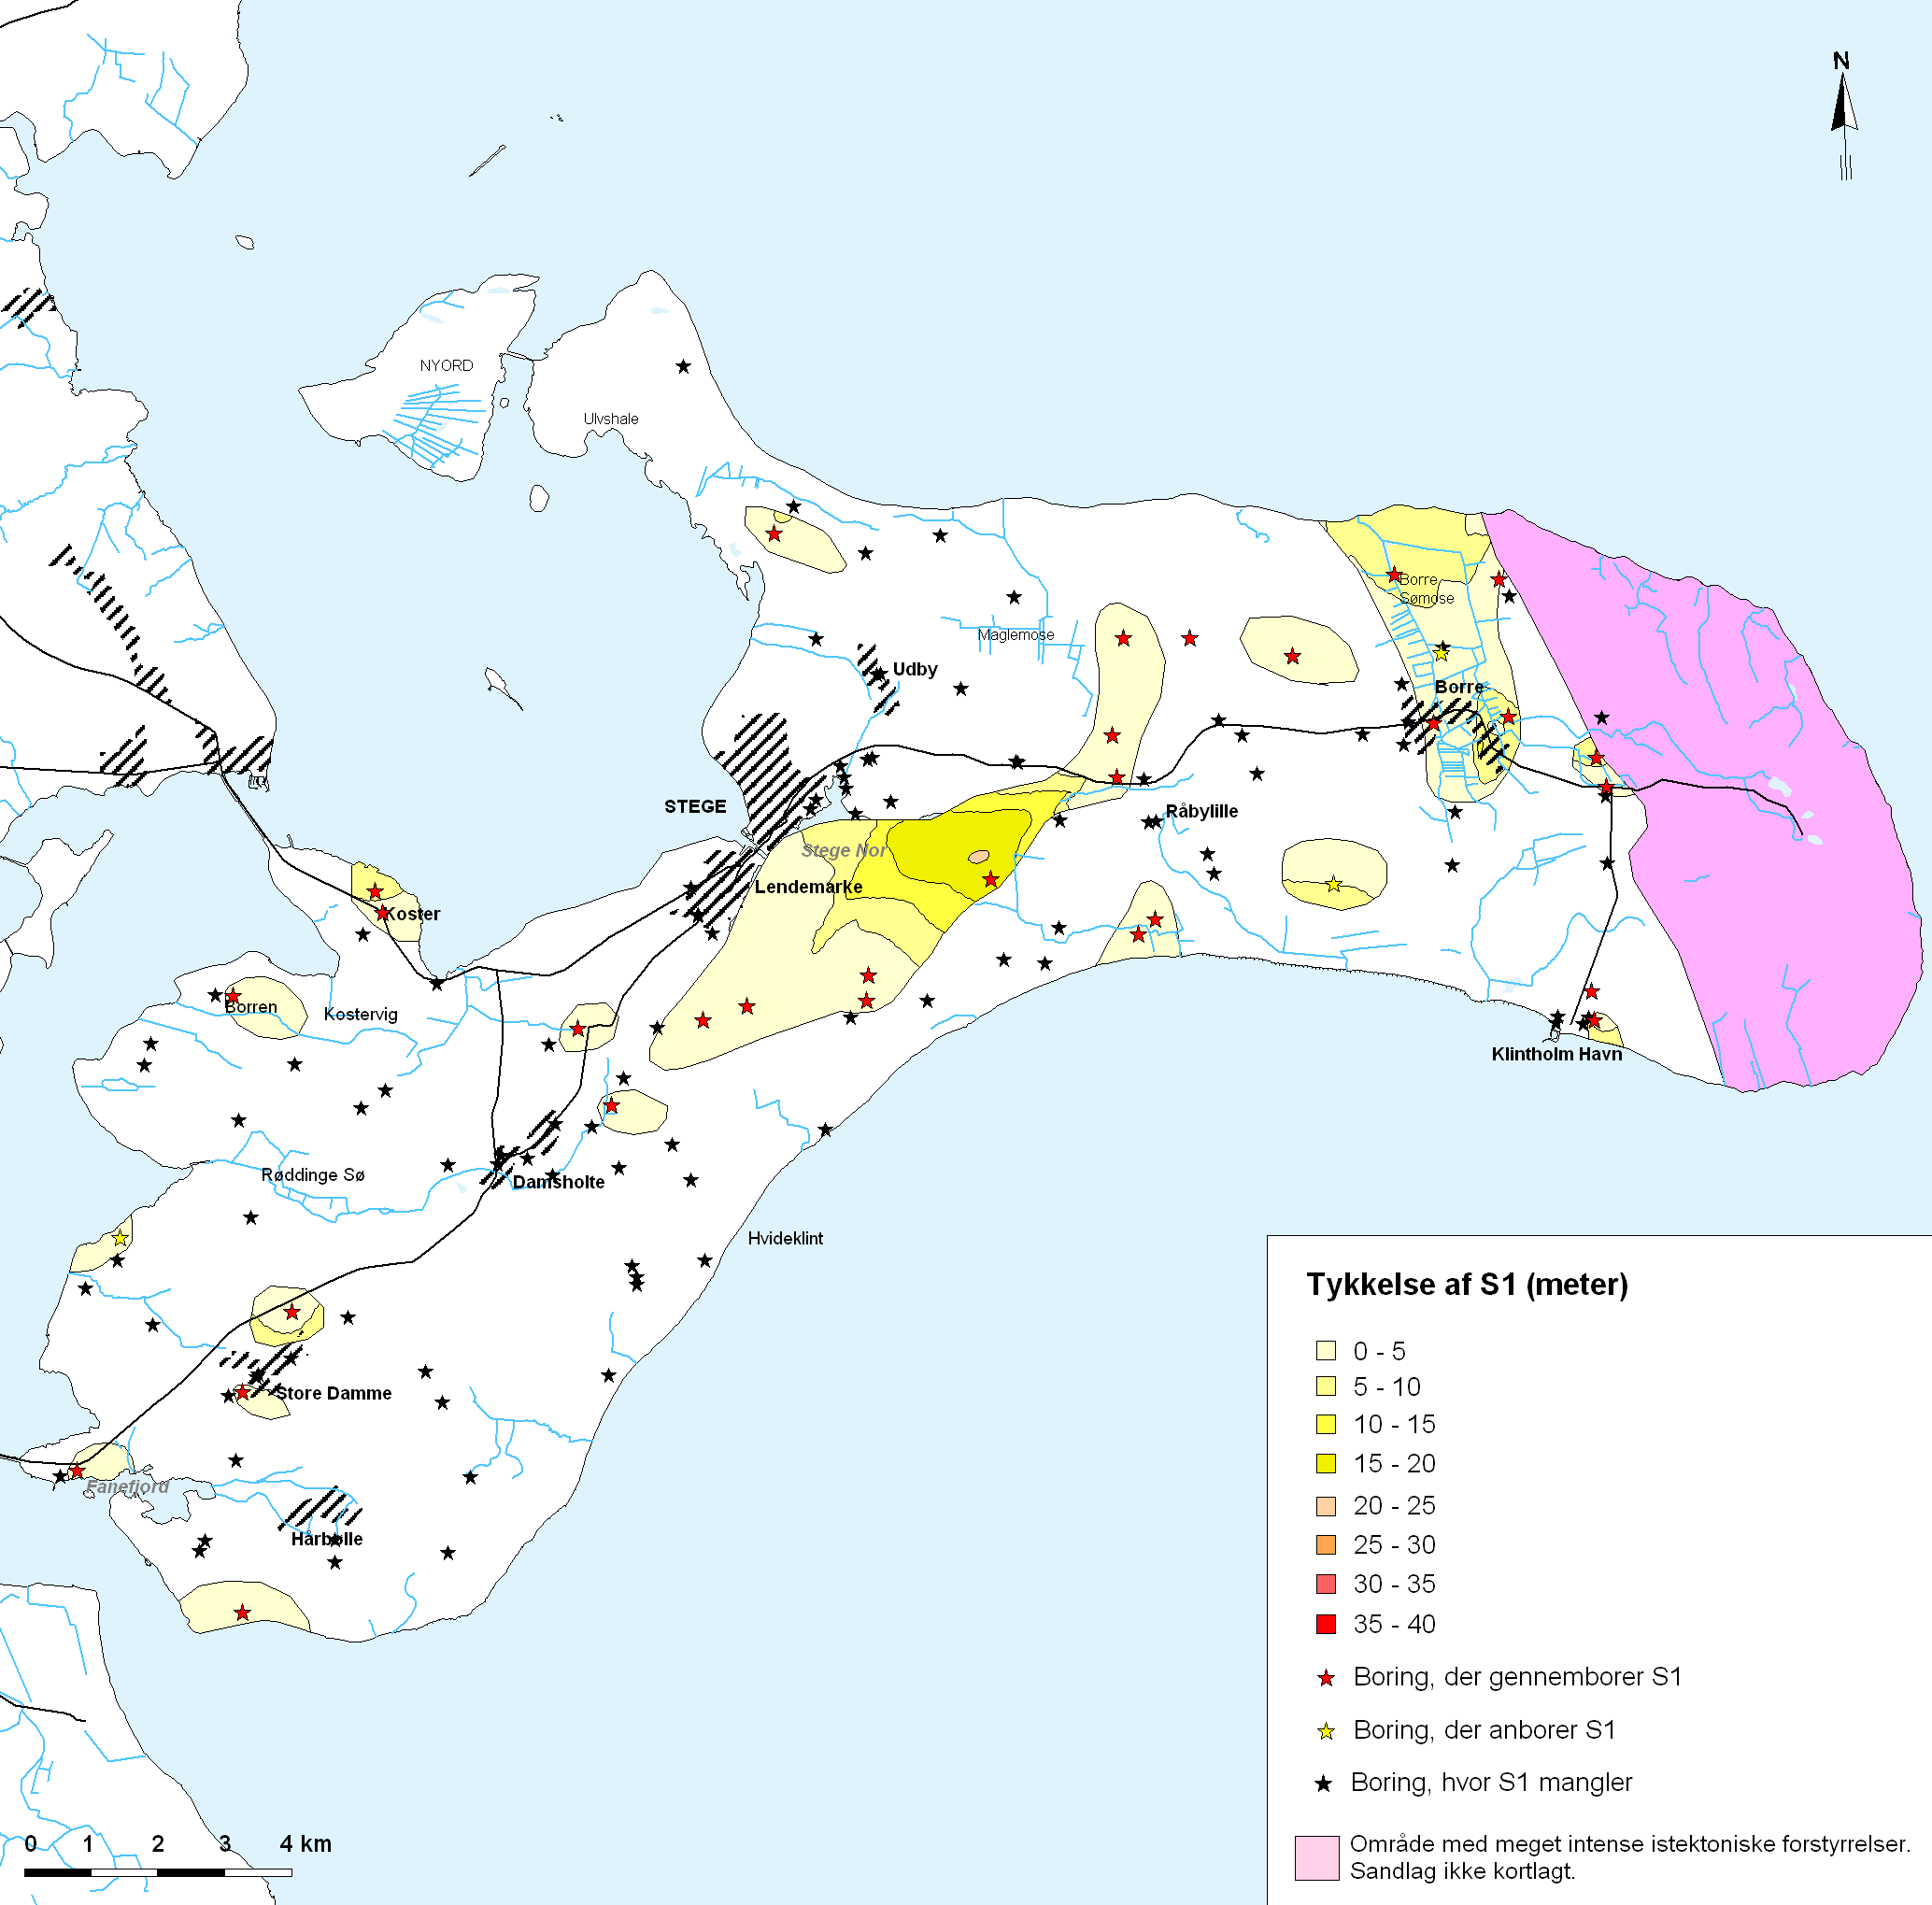 N
NYORD
Ulvshale
Borre
Sømose
Maglemose
Udby
Borre
STEGE
Råbylille
Stege Nor
Lendemarke
Koster
Borren
Kostervig
Klintholm Havn
Røddinge Sø
Damsholte
Hvideklint
Store Damme
Fanefjord
Hårbølle
Tykkelse af S1 (meter)
0 - 5
5 - 10
10 - 15
15 - 20
20 - 25
25 - 30
30 - 35
35 - 40
Boring, der gennemborer S1
Boring, der anborer S1
Boring, hvor S1 mangler
Område med meget intense istektoniske forstyrrelser.
Sandlag ikke kortlagt.
0 1 2 3 4 km